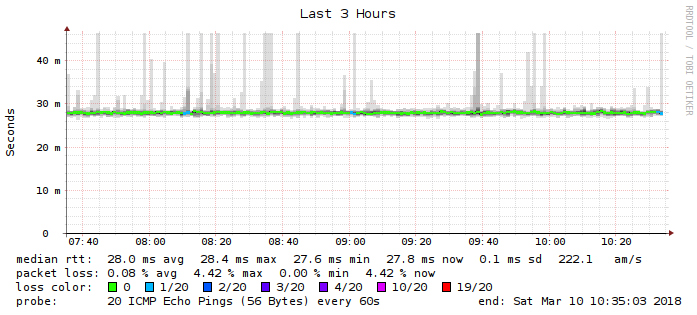 Last 3 Hours
RRDTOOL / TOBI OETIKER
Seconds
40 m
30 m
20 m
10 m
0
07:40 08:00 08:20 08:40 09:00 09:20 09:40 10:00 10:20
median rtt: 28.0 ms avg 28.4 ms max 27.6 ms min 27.8 ms now 0.1 ms sd 222.1 am/s
packet loss: 0.08 % avg 4.42 % max 0.00 % min 4.42 % now
loss color: 0 1/20 2/20 3/20 4/20 10/20 19/20
probe: 20 ICMP Echo Pings (56 Bytes) every 60s end: Sat Mar 10 10:35:03 2018